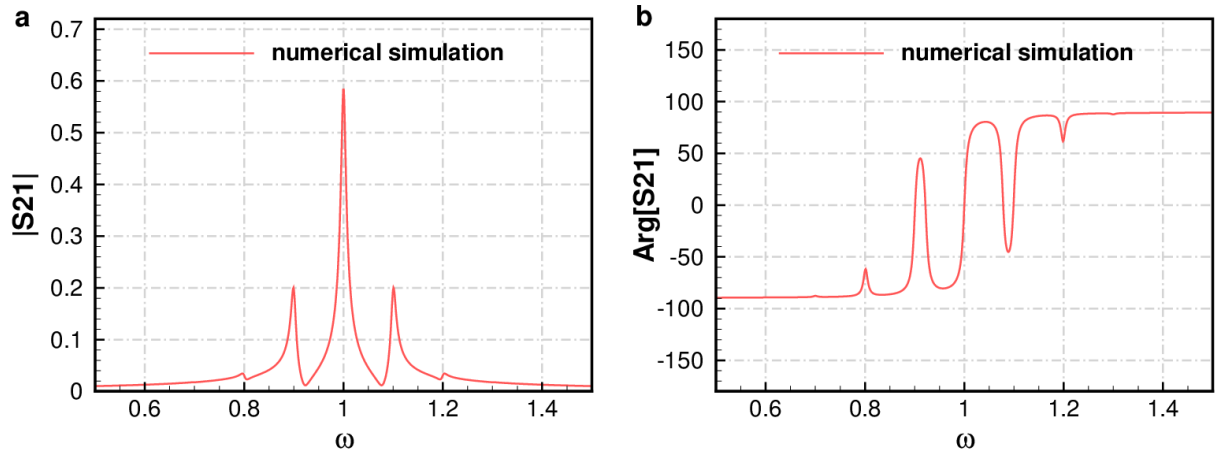 a
0.7
0.6
0.5
0.4
0.3
0.2
0.1
0
|S21|
numerical simulation
0.6 0.8 1 1.2 1.4
ω
b
150
100
50
0
-50
-100
-150
Arg[S21]
numerical simulation
0.6 0.8 1 1.2 1.4
ω